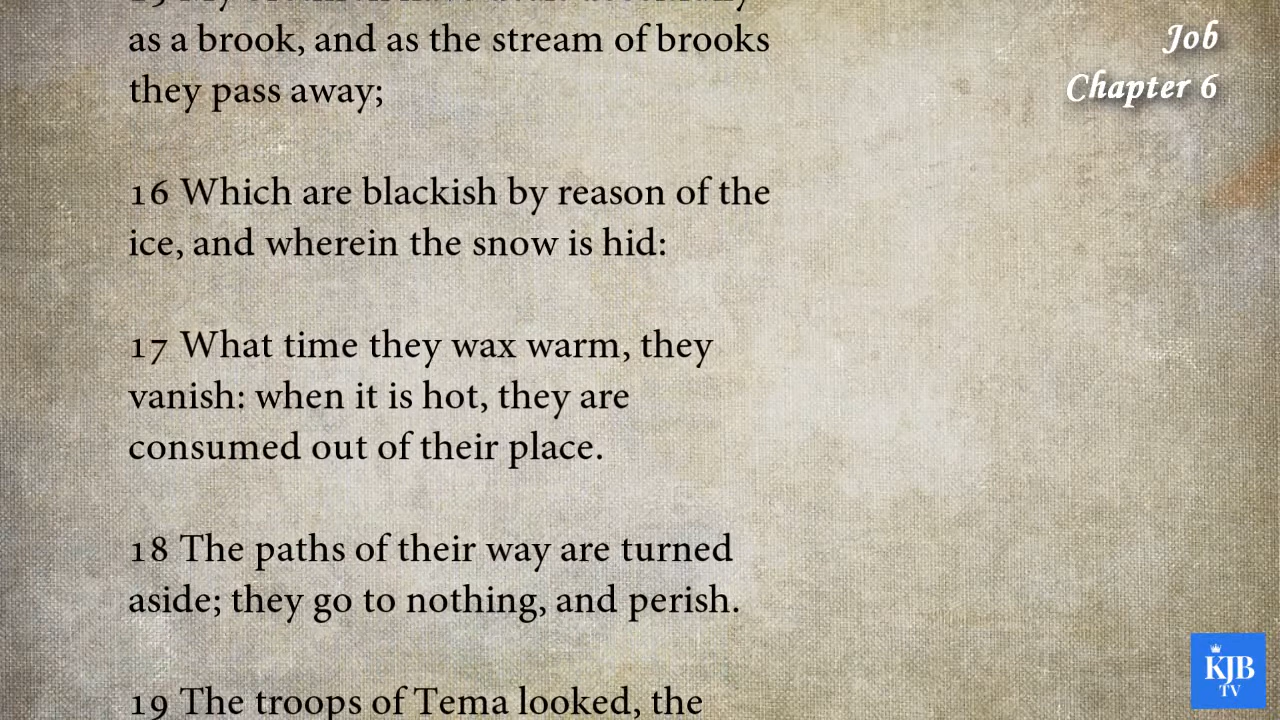 as a brook, and as the stream of brooks
they pass away;
16 Which are blackish by reason of the
ice, and wherein the snow is hid:
17 What time they wax warm, they
vanish: when it is hot, they are
consumed out of their place.
18 The paths of their way are turned
aside; they go to nothing, and perish.
19 The troops of Tema looked, the
Job
Chapter 6
KJB
TV